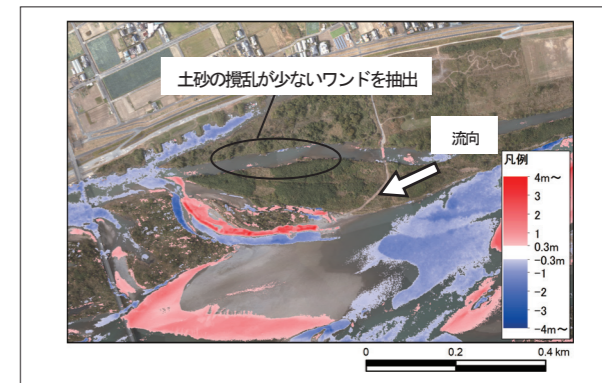 土砂の攪乱が少ないワンドを抽出
流向
凡例
4m~
3
2
1
0.3m
-0.3m
-1
-2
-3
-4m~
0 0.2 0.4 km